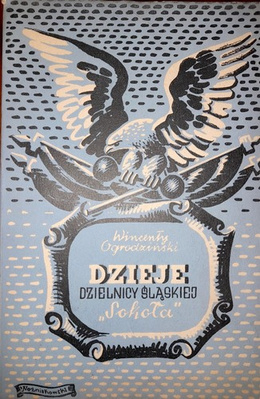 Wincenty
Ogrodziński
DZIEJE
DZIELNICY ŚLĄSKIEJ
„Sokoła”